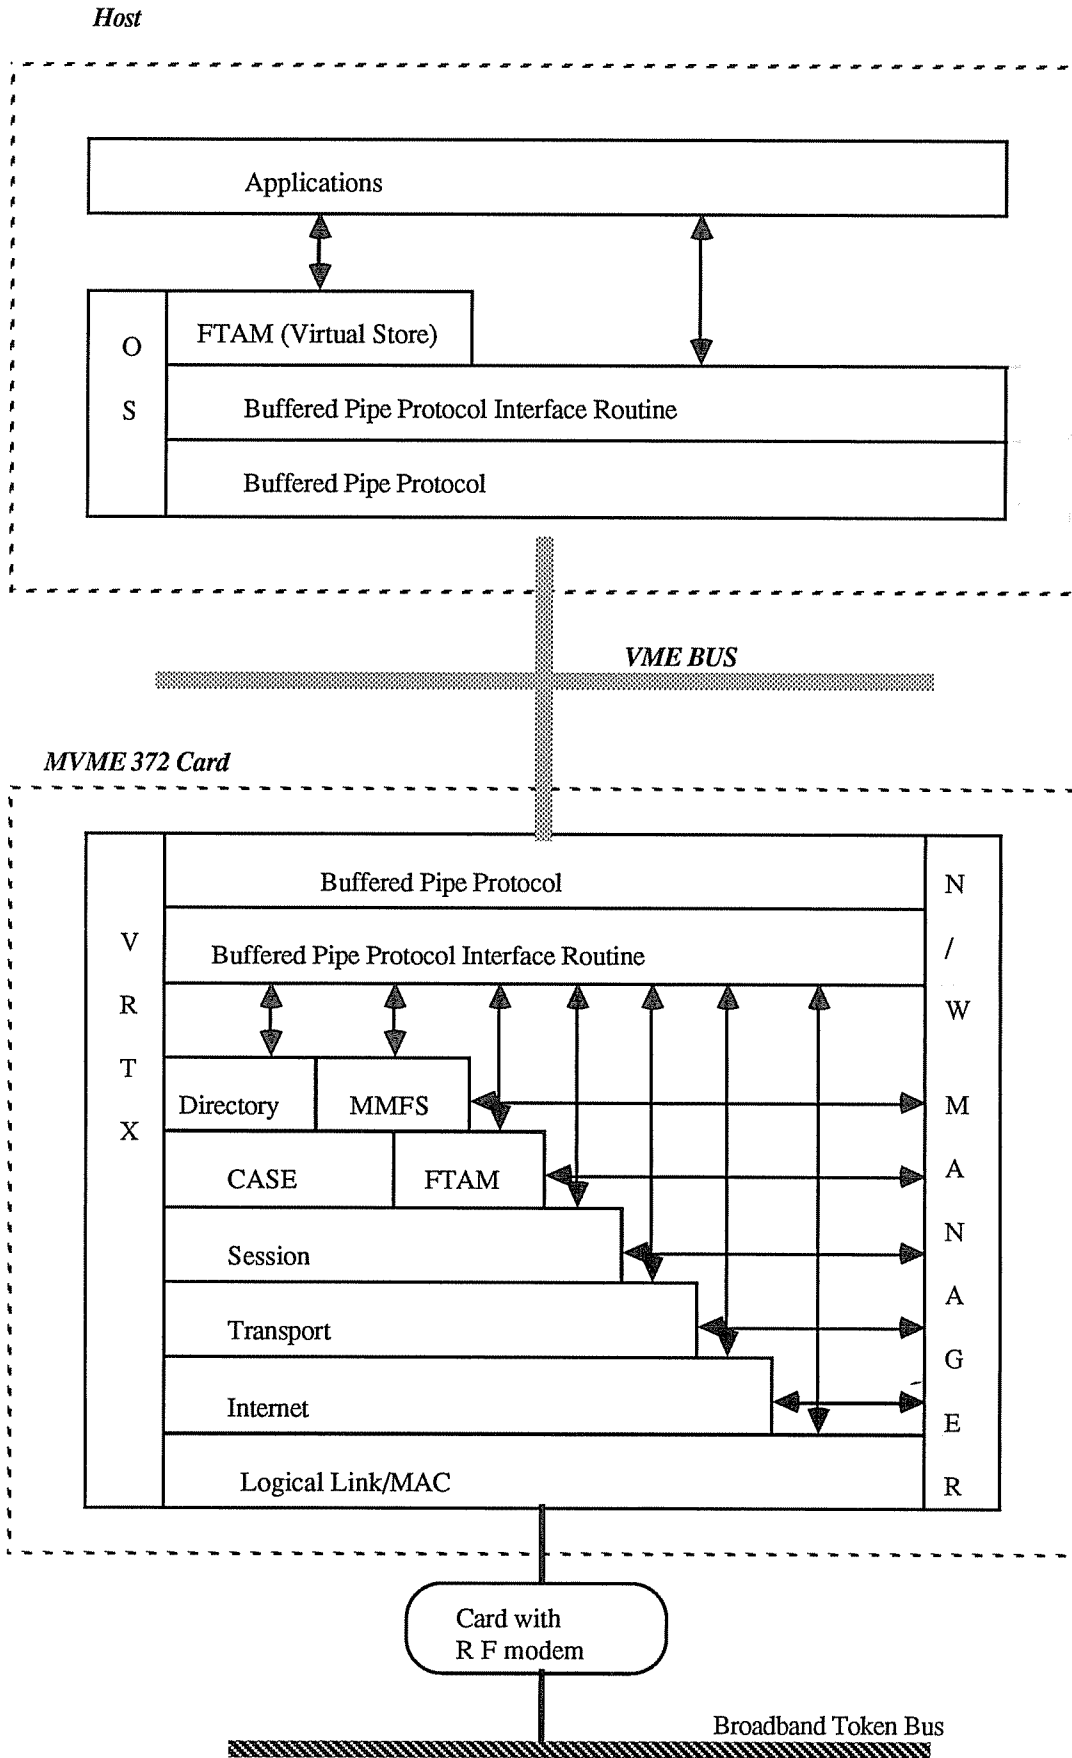 Host
Applications
FTAM (Virtual Store)
O
S
Buffered Pipe Protocol Interface Routine
Buffered Pipe Protocol
VME BUS
MVME 372 Card
Buffered Pipe Protocol
Buffered Pipe Protocol Interface Routine
V
R
T
X
N
/
W
M
A
N
A
G
E
R
Directory
MMFS
CASE
FTAM
Session
Transport
Internet
Logical Link/MAC
Card with
R F modem
Broadband Token Bus